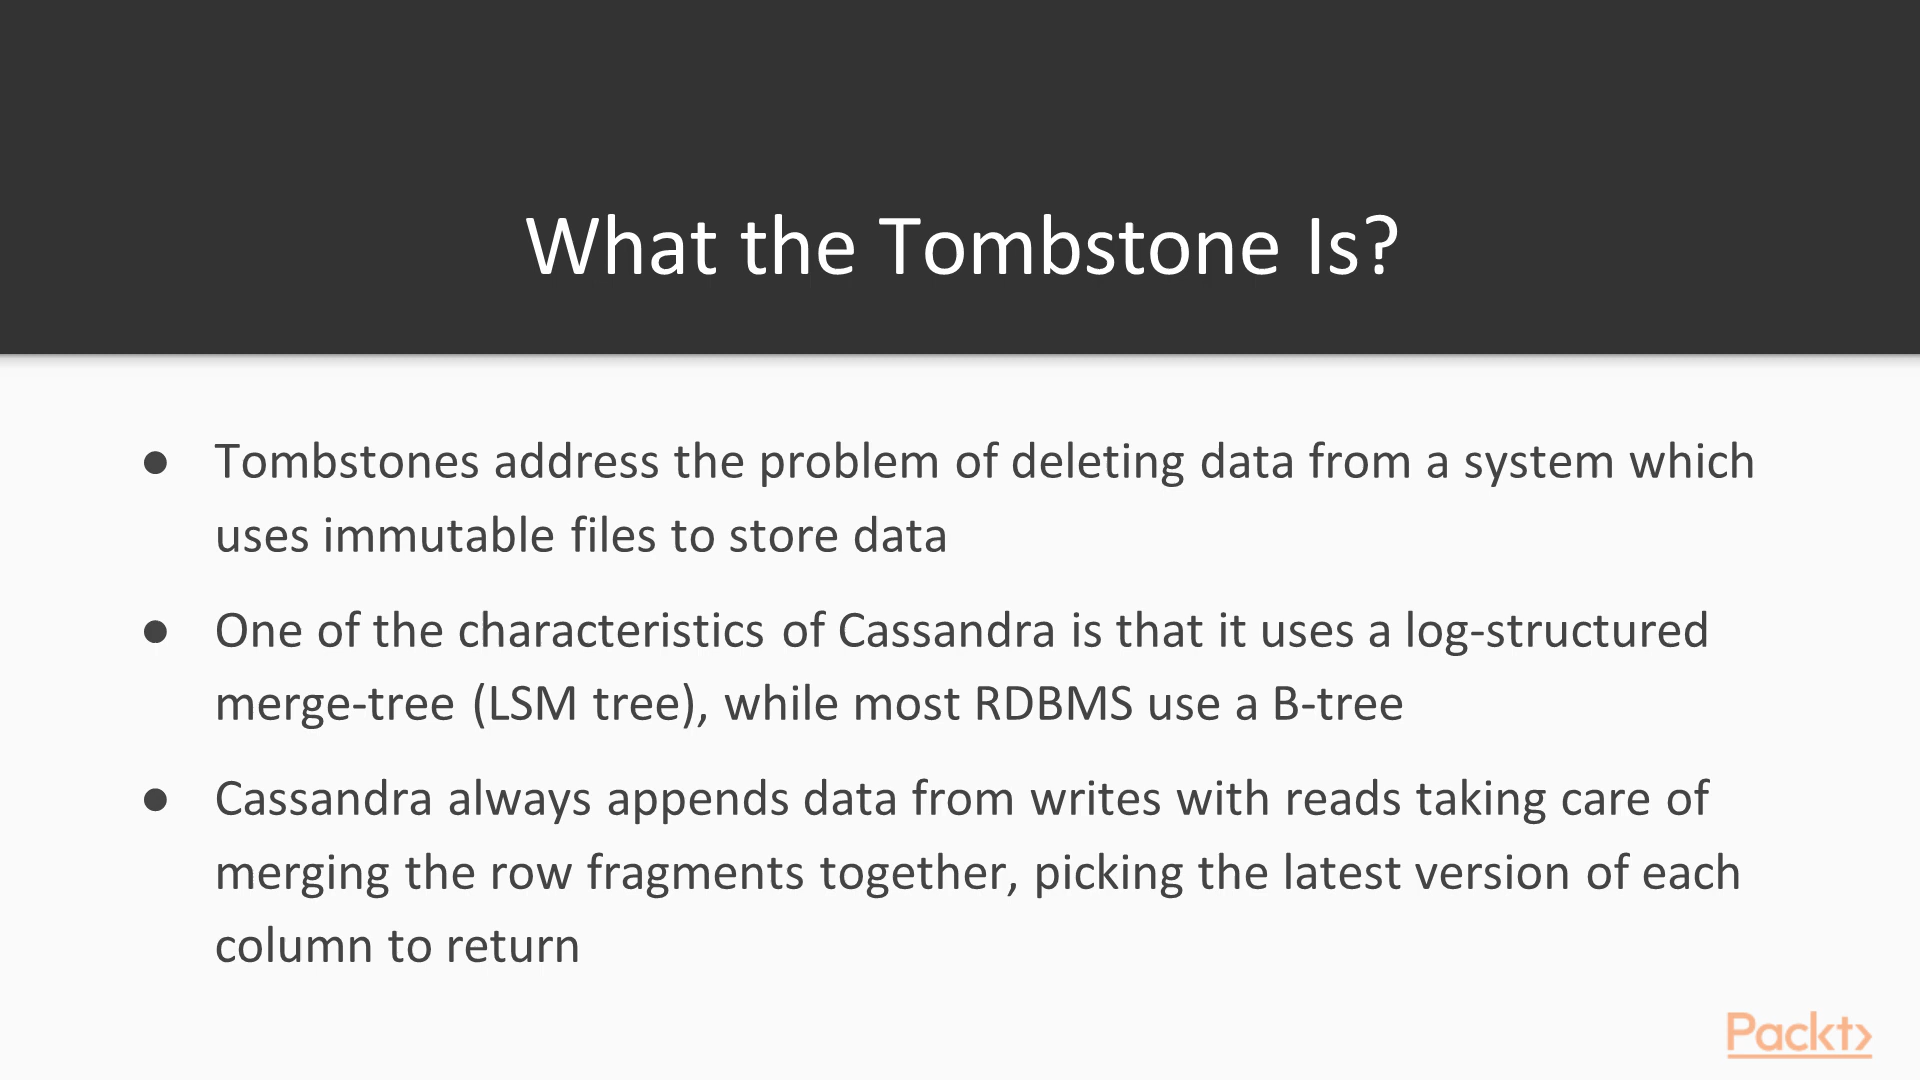 What the Tombstone Is?
● Tombstones address the problem of deleting data from a system which
uses immutable files to store data
● One of the characteristics of Cassandra is that it uses a log-structured
merge-tree (LSM tree), while most RDBMS use a B-tree
● Cassandra always appends data from writes with reads taking care of
merging the row fragments together, picking the latest version of each
column to return
Packt>